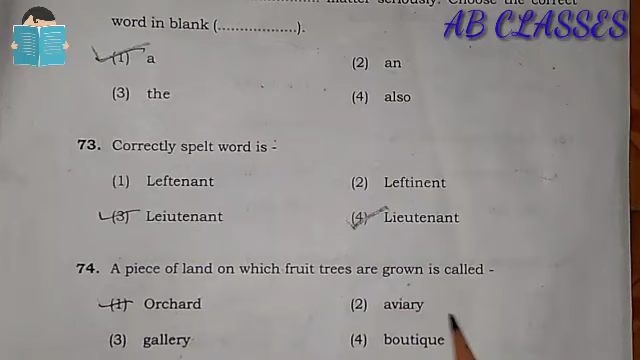 AB CLASSES
matter seriously. Choose the correct
word in blank (..................).
(1) a (2) an
(3) the (4) also
73. Correctly spelt word is -
(1) Leftenant (2) Leftinent
(3) Leiutenant (4) Lieutenant
74. A piece of land on which fruit trees are grown is called -
(1) Orchard (2) aviary
(3) gallery (4) boutique